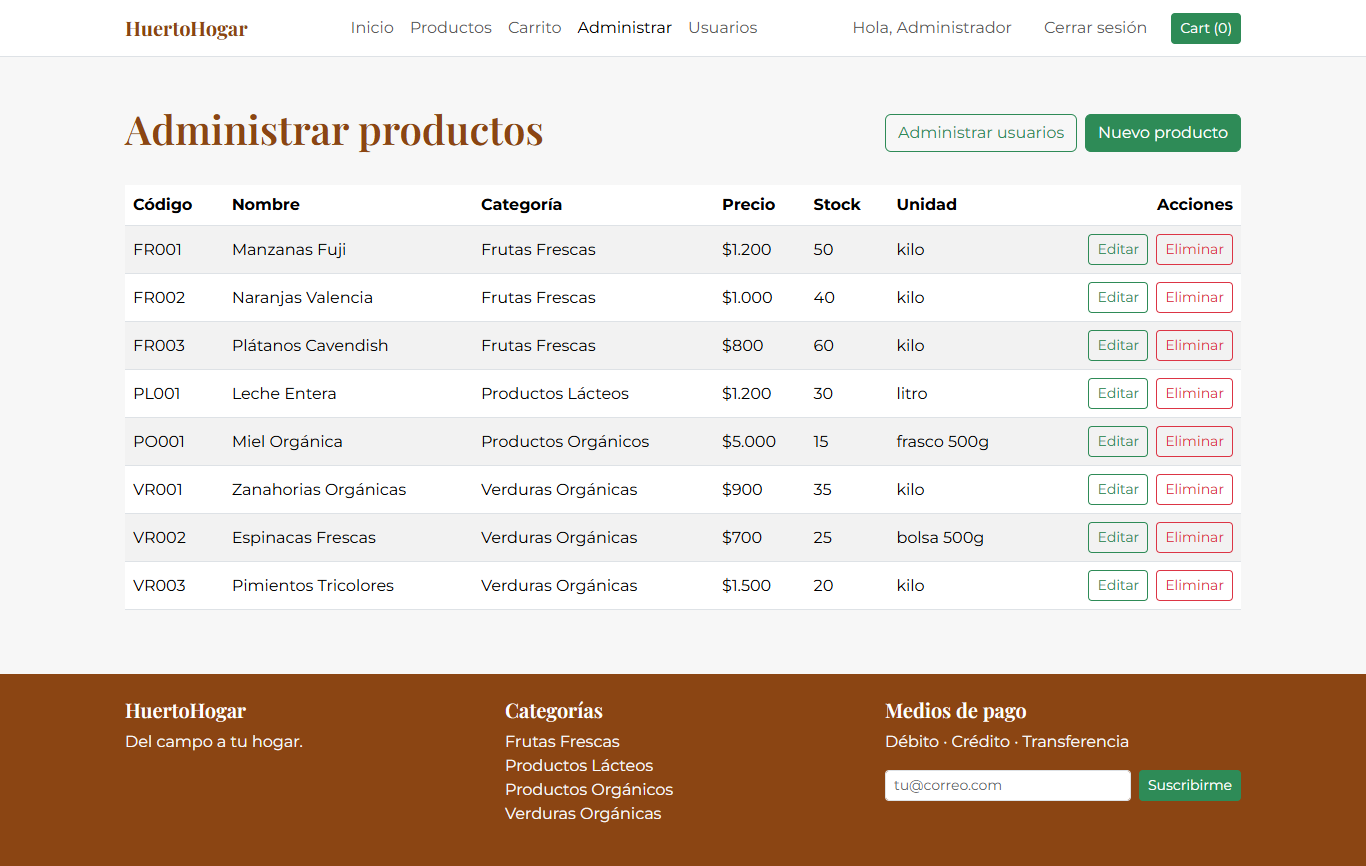 HuertoHogar Inicio Productos Carrito Administrar Usuarios Hola, Administrador Cerrar sesión Cart (0)
Administrar productos Administrar usuarios Nuevo producto
Código Nombre Categoría Precio Stock Unidad Acciones
FR001 Manzanas Fuji Frutas Frescas $1.200 50 kilo Editar Eliminar
FR002 Naranjas Valencia Frutas Frescas $1.000 40 kilo Editar Eliminar
FR003 Plátanos Cavendish Frutas Frescas $800 60 kilo Editar Eliminar
PL001 Leche Entera Productos Lácteos $1.200 30 litro Editar Eliminar
PO001 Miel Orgánica Productos Orgánicos $5.000 15 frasco 500g Editar Eliminar
VR001 Zanahorias Orgánicas Verduras Orgánicas $900 35 kilo Editar Eliminar
VR002 Espinacas Frescas Verduras Orgánicas $700 25 bolsa 500g Editar Eliminar
VR003 Pimientos Tricolores Verduras Orgánicas $1.500 20 kilo Editar Eliminar
HuertoHogar
Del campo a tu hogar.
Categorías
Frutas Frescas
Productos Lácteos
Productos Orgánicos
Verduras Orgánicas
Medios de pago
Débito · Crédito · Transferencia
tu@correo.com Suscribirme